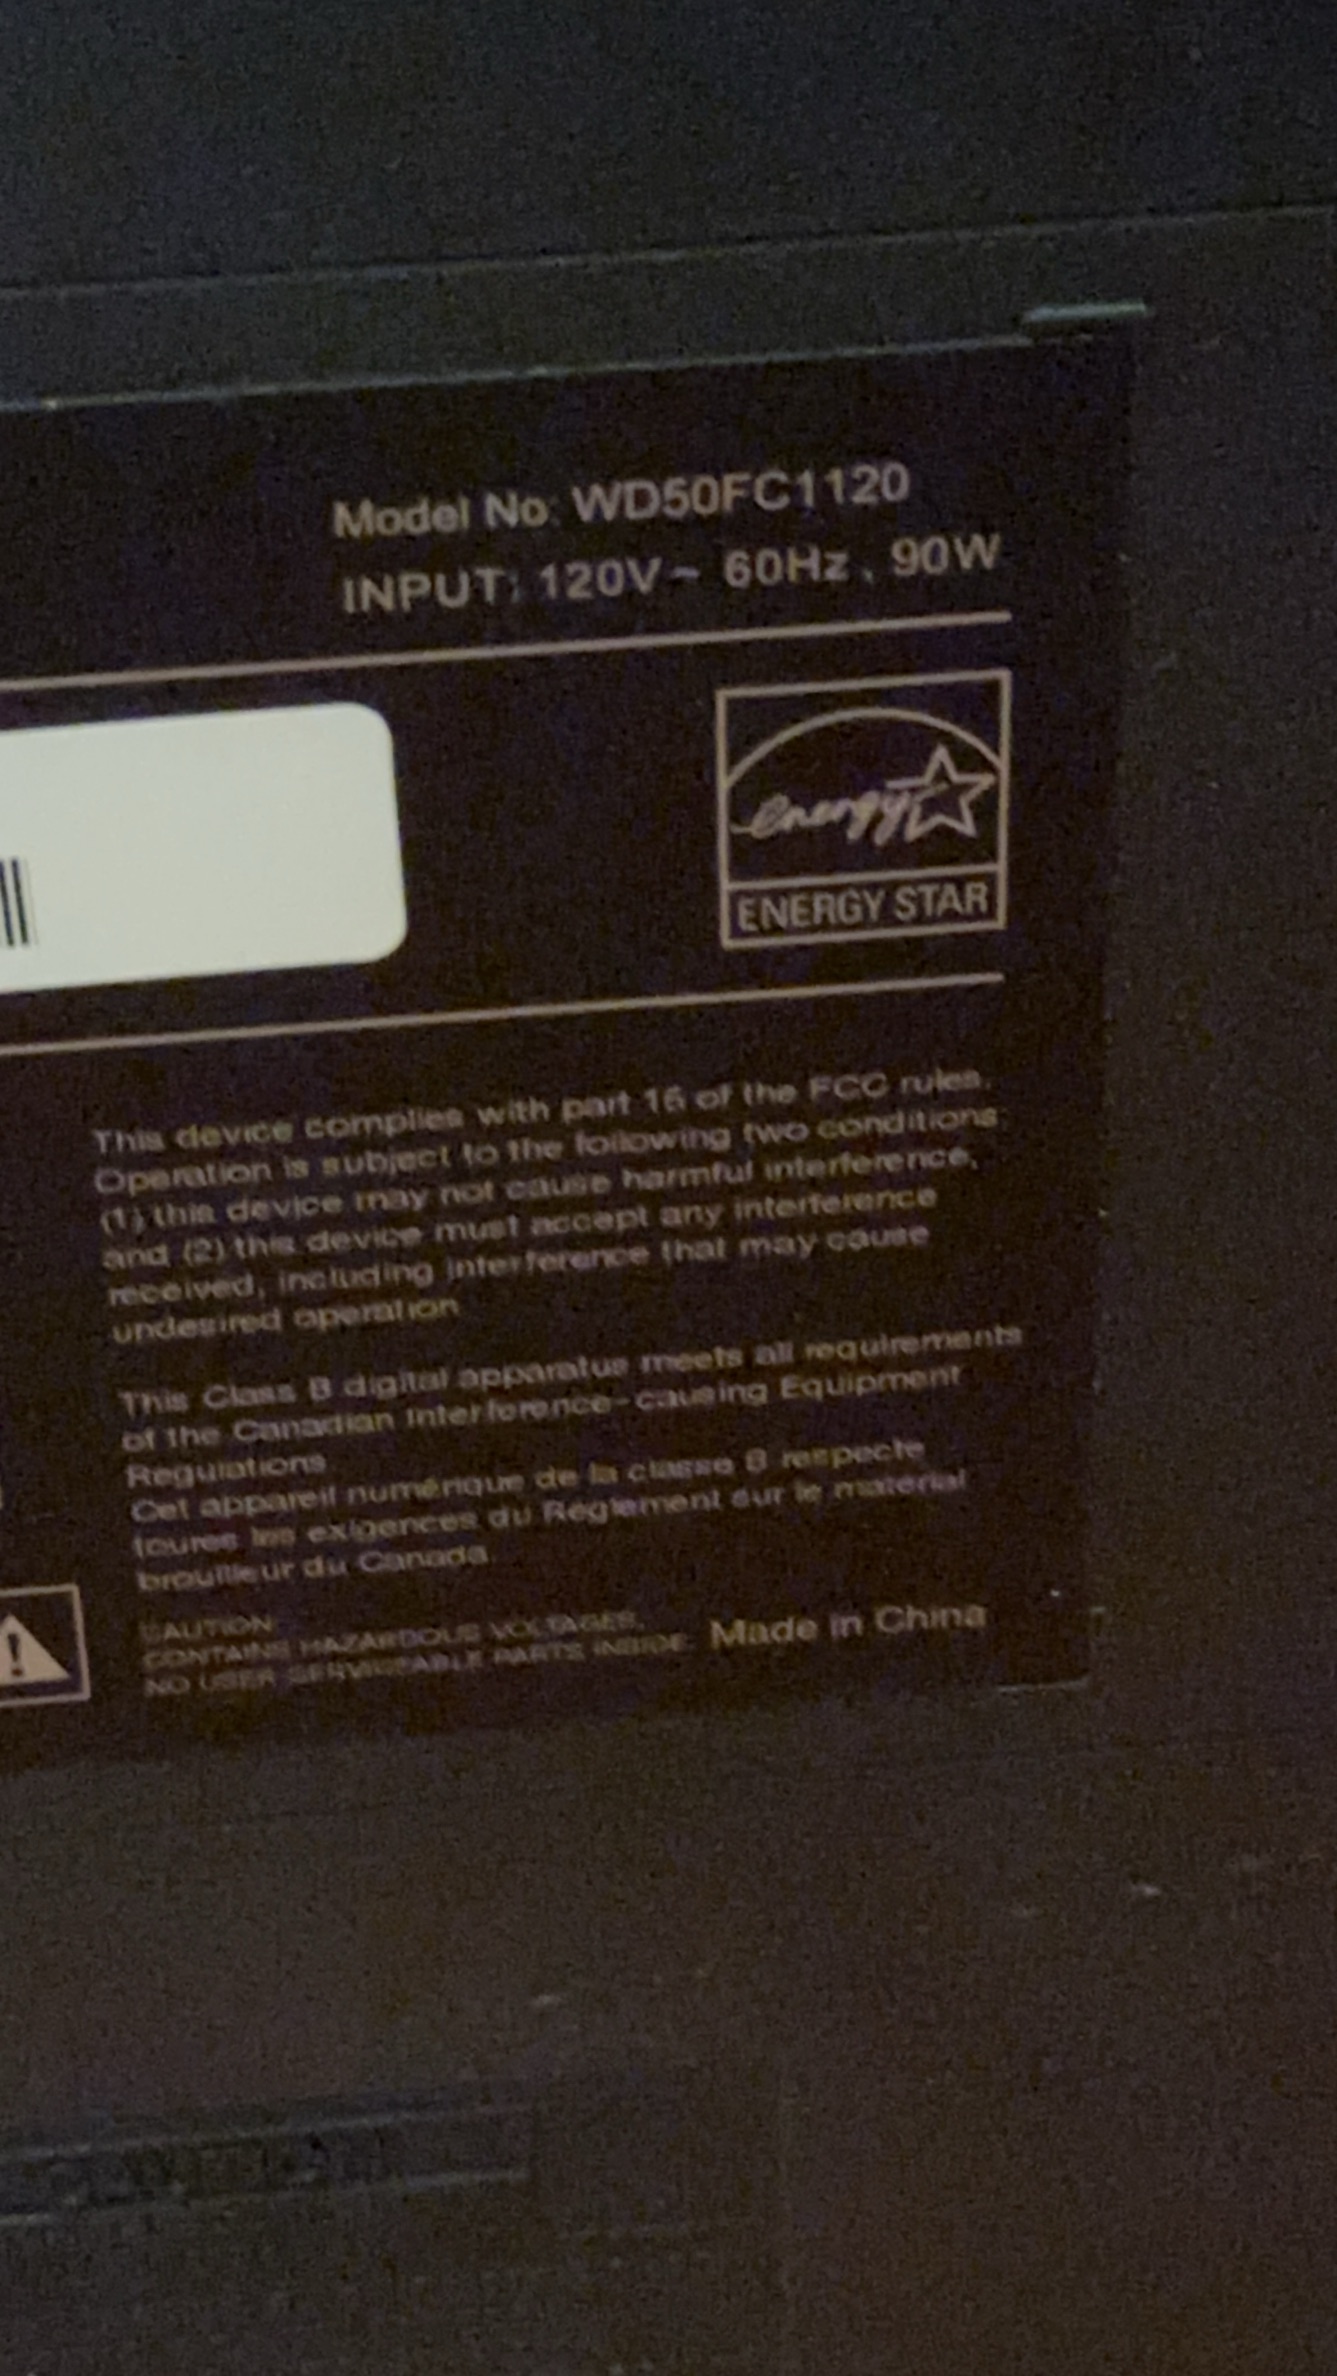 Model No: WD50FC1120
INPUT: 120V~ 60Hz , 90W
energy
ENERGY STAR
This device complies with part 15 of the FCC rules.
Operation is subject to the following two conditions:
(1) this device may not cause harmful interference,
and (2) this device must accept any interference
received, including interference that may cause
undesired operation
This Class B digital apparatus meets all requirements
of the Canadian Interference-causing Equipment
Regulations
Cet appareil numérique de la classe B respecte
toutes les exigences du Réglement sur le material
brouilleur du Canada.
CAUTION
CONTAINS HAZARDOUS VOLTAGES,
NO USER SERVICEABLE PARTS INSIDE
Made in China